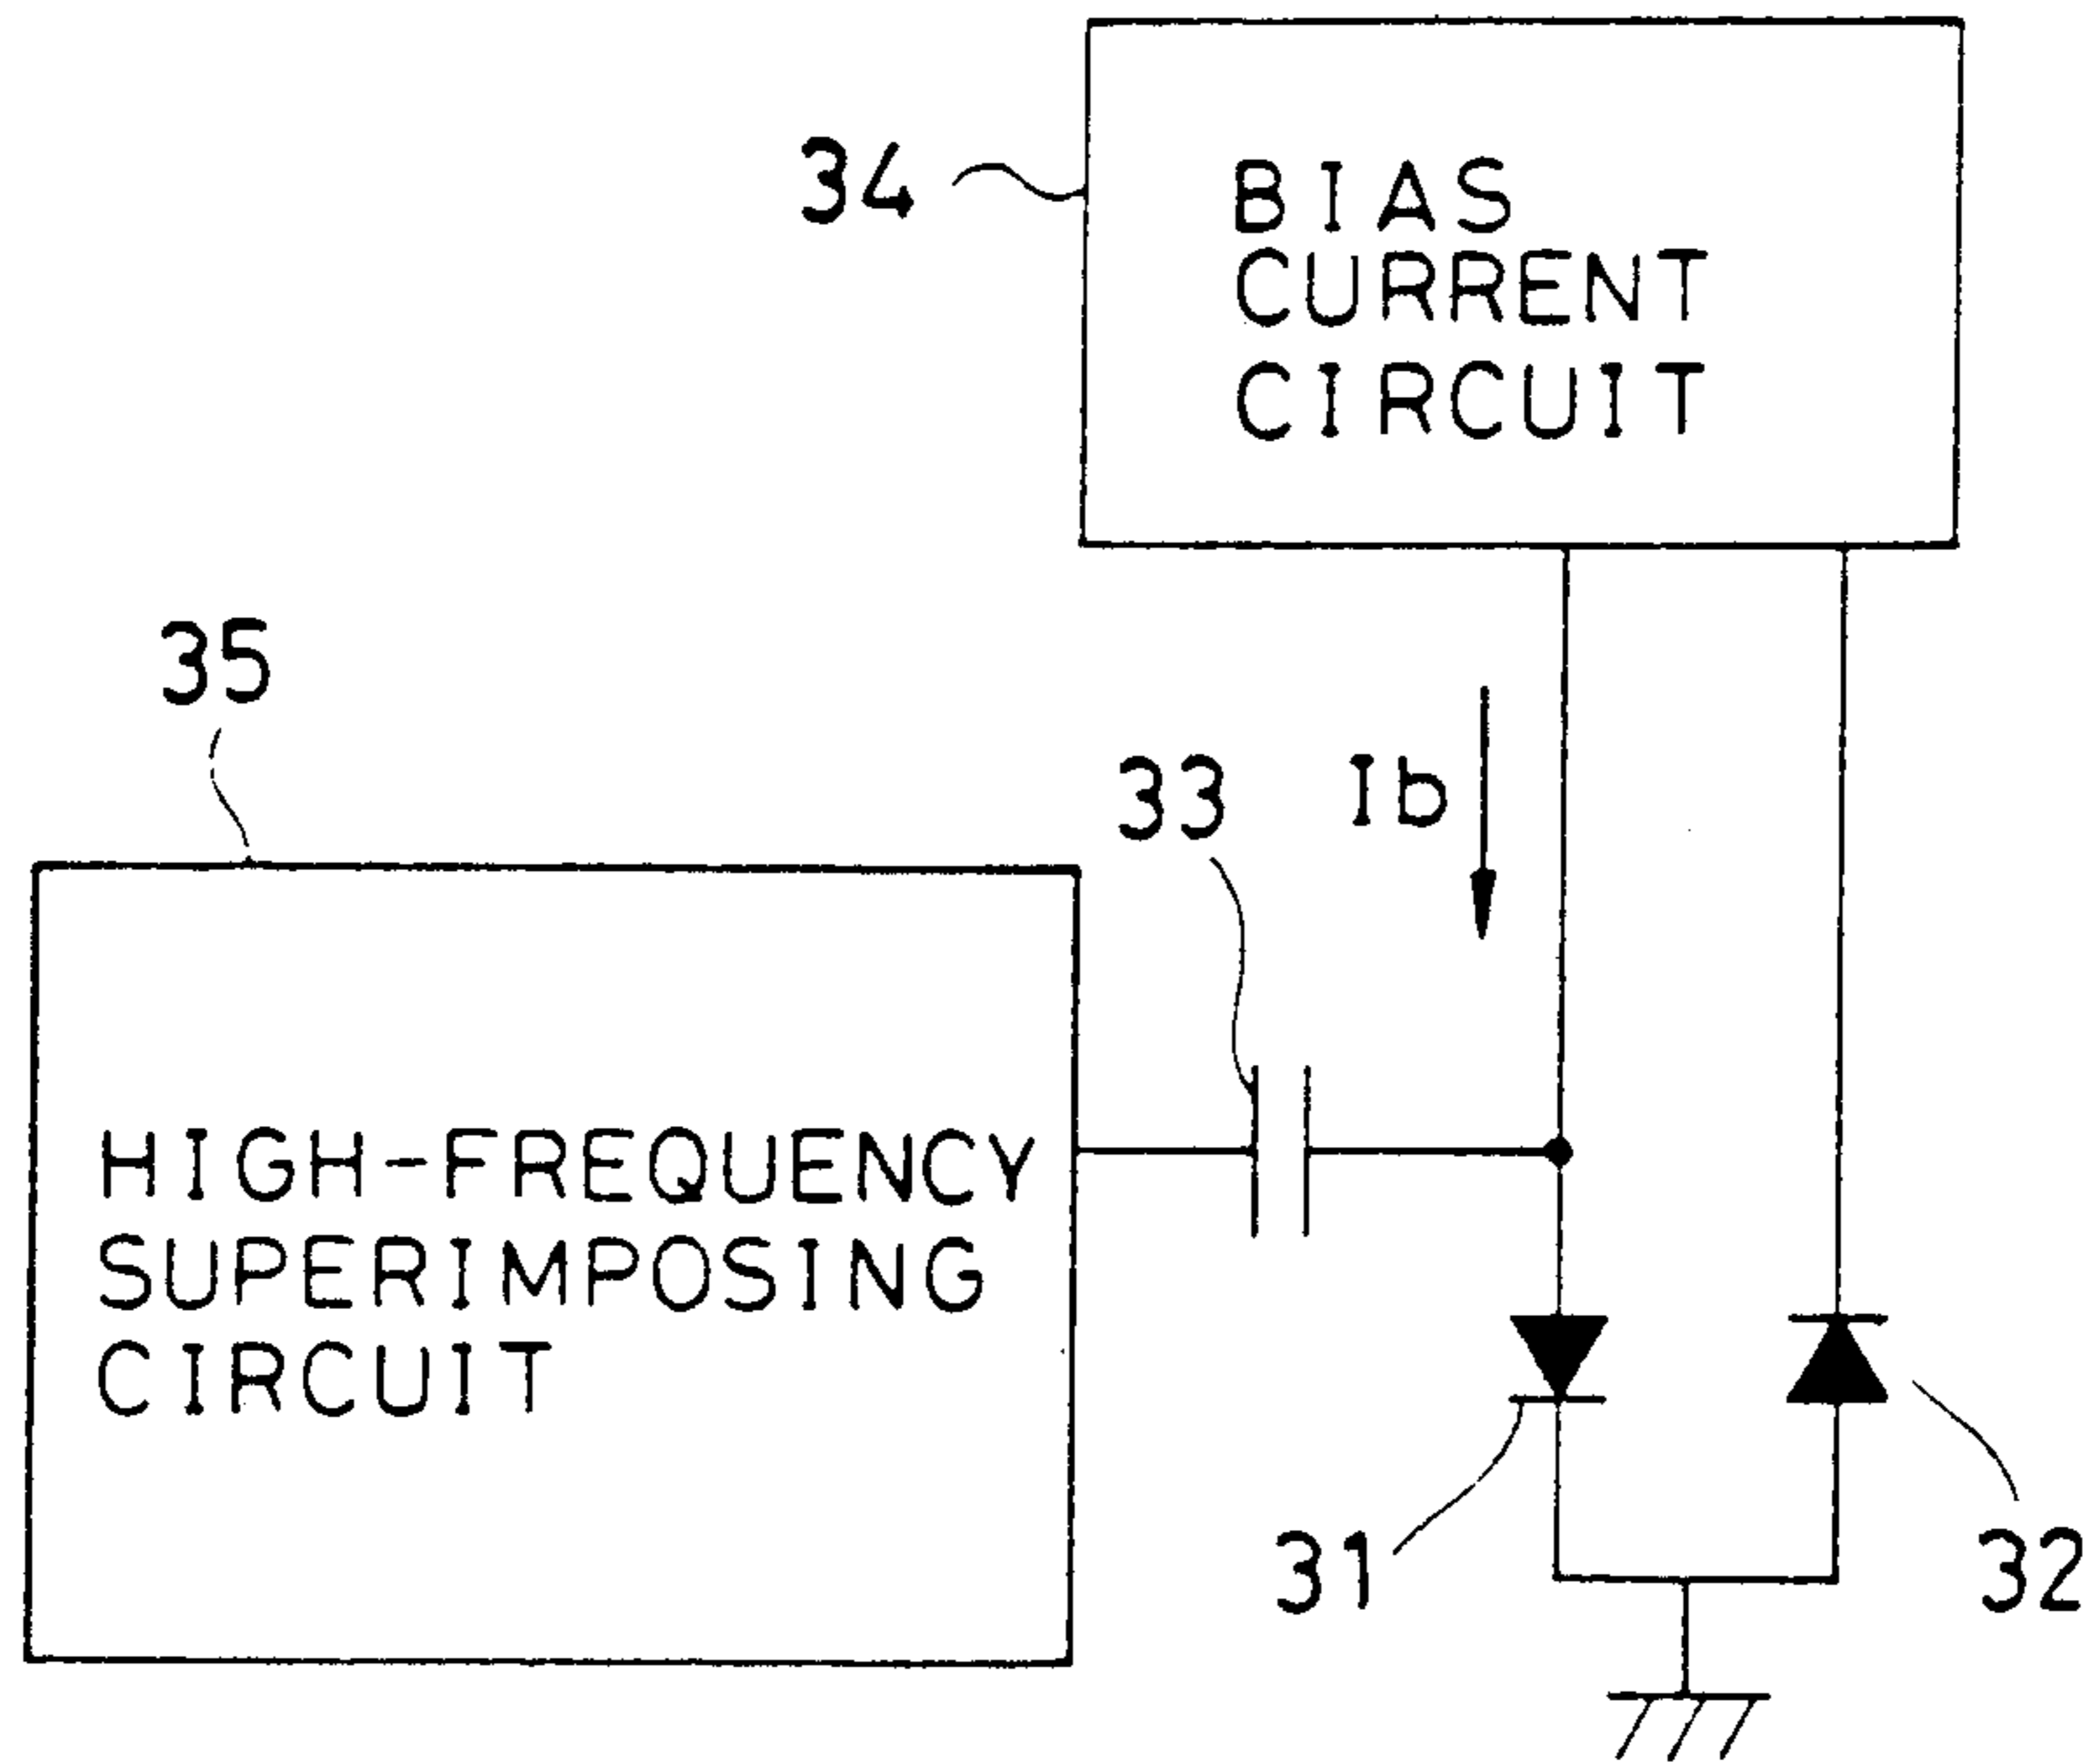 34
BIAS
CURRENT
CIRCUIT
35
33
Ib
HIGH-FREQUENCY
SUPERIMPOSING
CIRCUIT
31
32